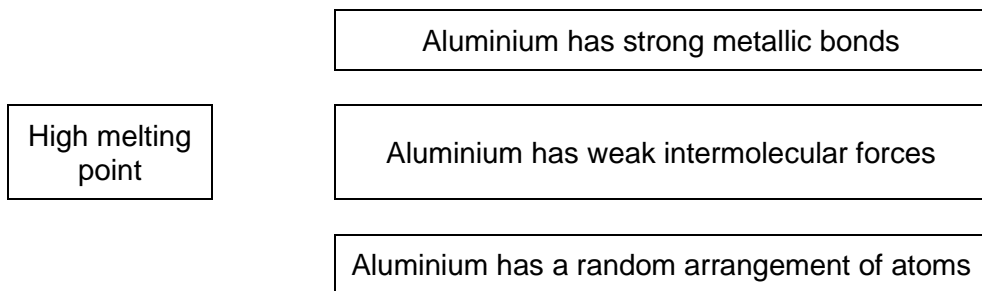 Aluminium has strong metallic bonds
High melting
point
Aluminium has weak intermolecular forces
Aluminium has a random arrangement of atoms